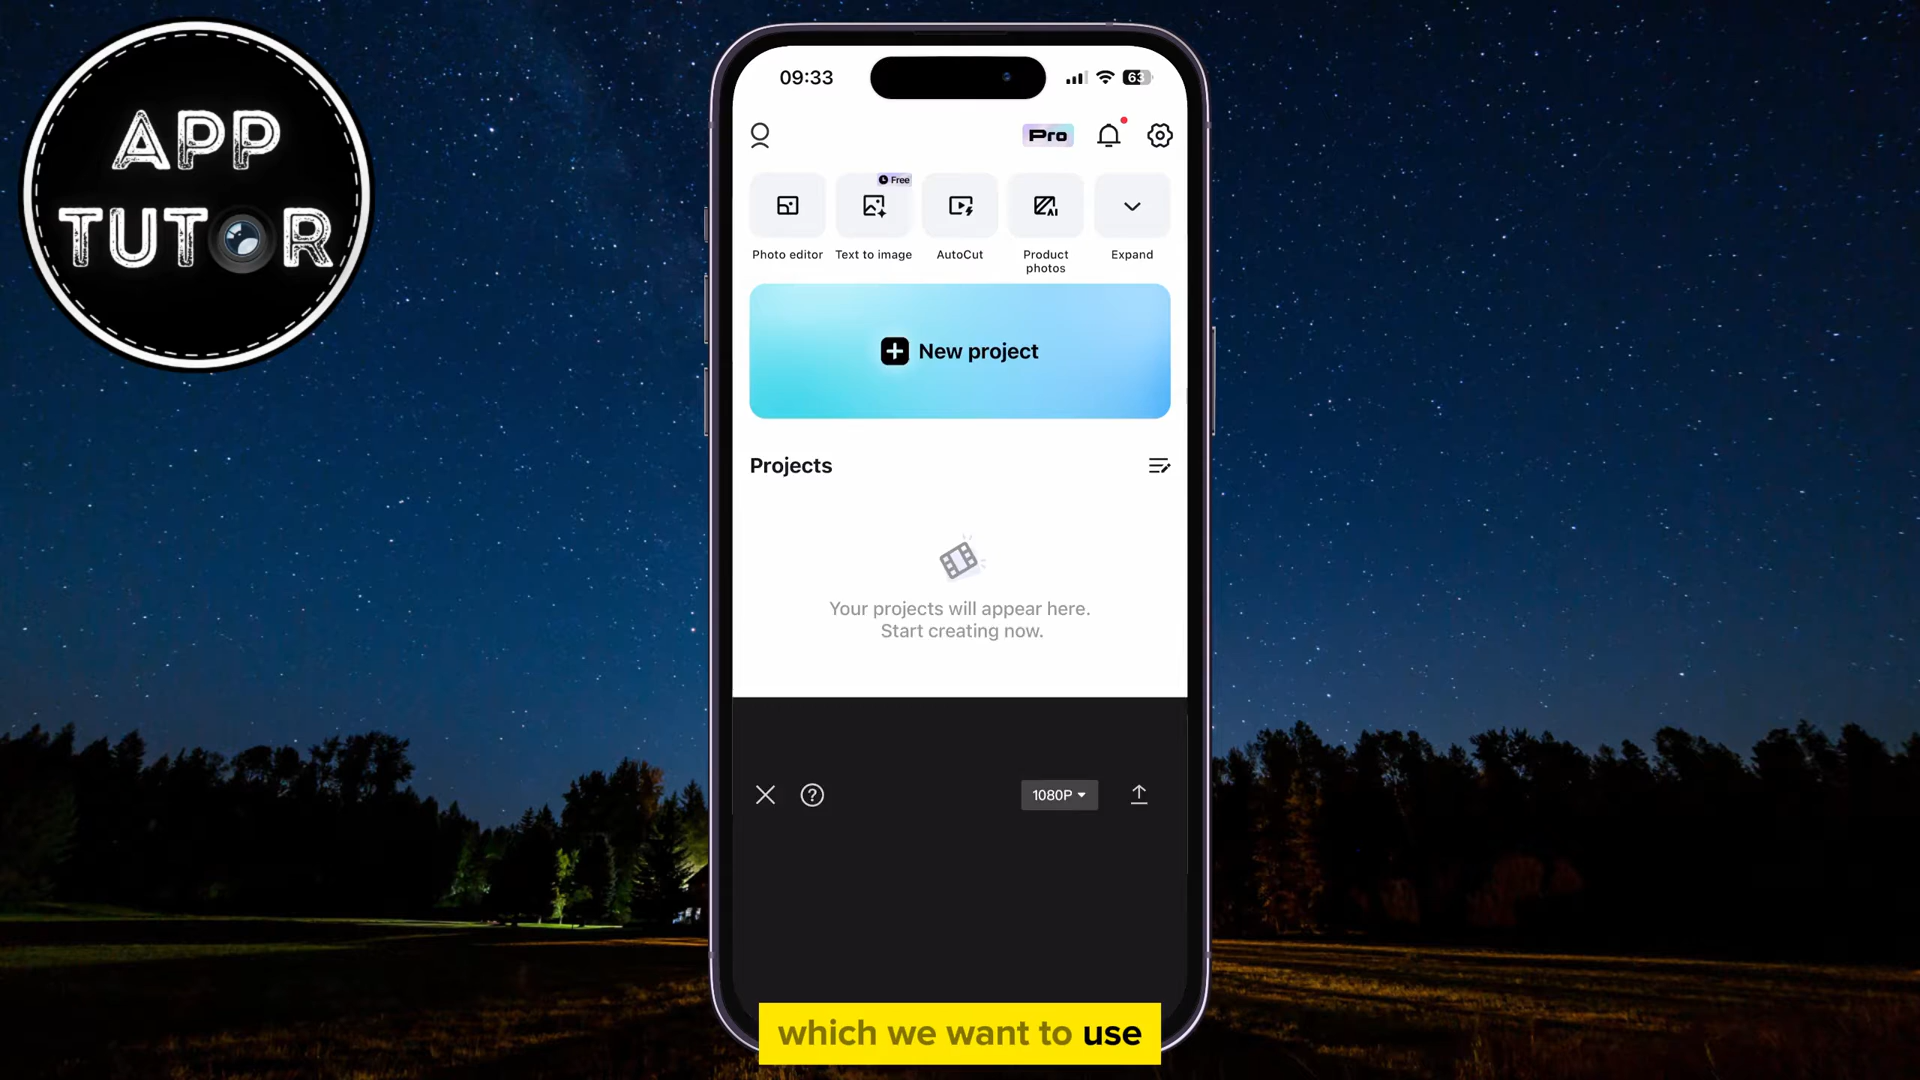 APP
TUTOR
09:33
63
Pro
Free
Photo editor
Text to image
AutoCut
Product
photos
Expand
New project
Projects
Your projects will appear here.
Start creating now.
1080P
which we want to use